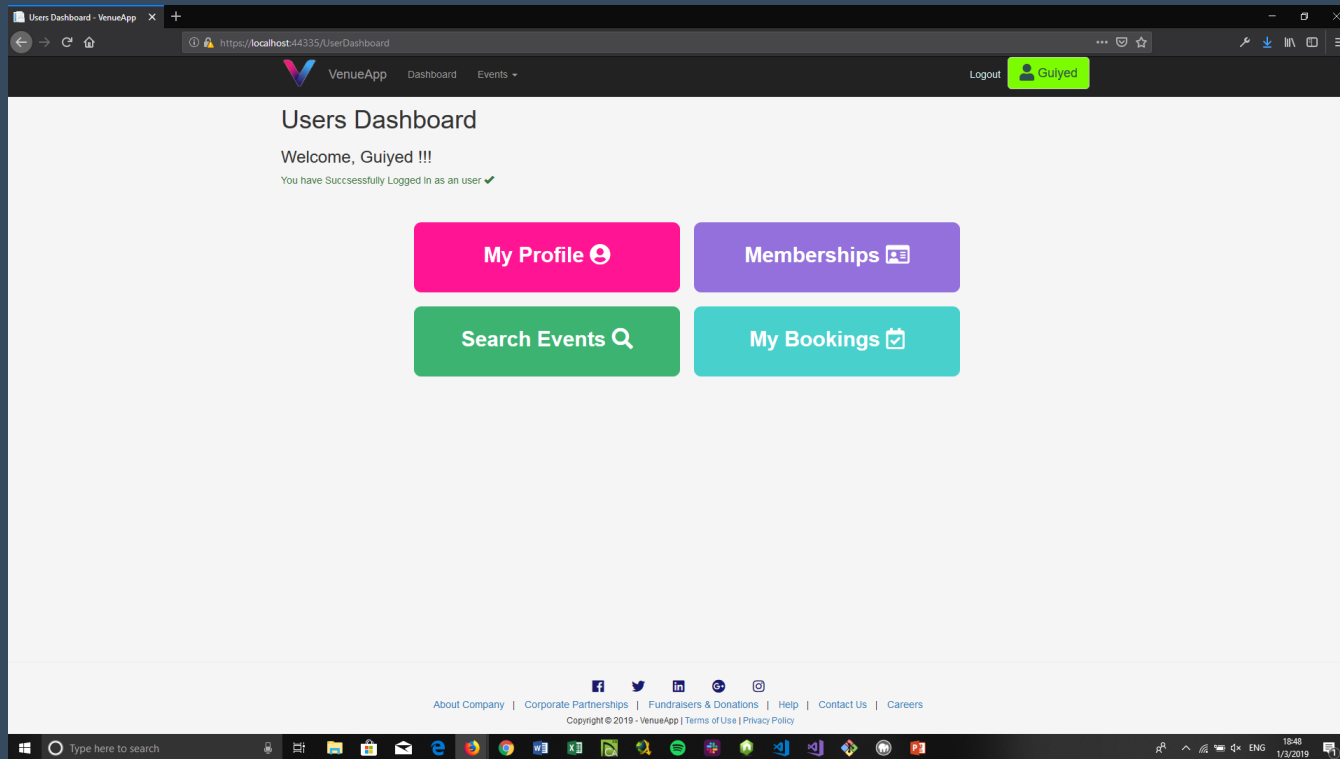 Users Dashboard - VenueApp
https://localhost:44335/UserDashboard
VenueApp Dashboard Events Logout Guiyed
Users Dashboard
Welcome, Guiyed !!!
You have Succsessfully Logged In as an user
My Profile Memberships
Search Events My Bookings
About Company | Corporate Partnerships | Fundraisers & Donations | Help | Contact Us | Careers
Copyright © 2019 - VenueApp | Terms of Use | Privacy Policy
Type here to search ENG 18:48
1/3/2019